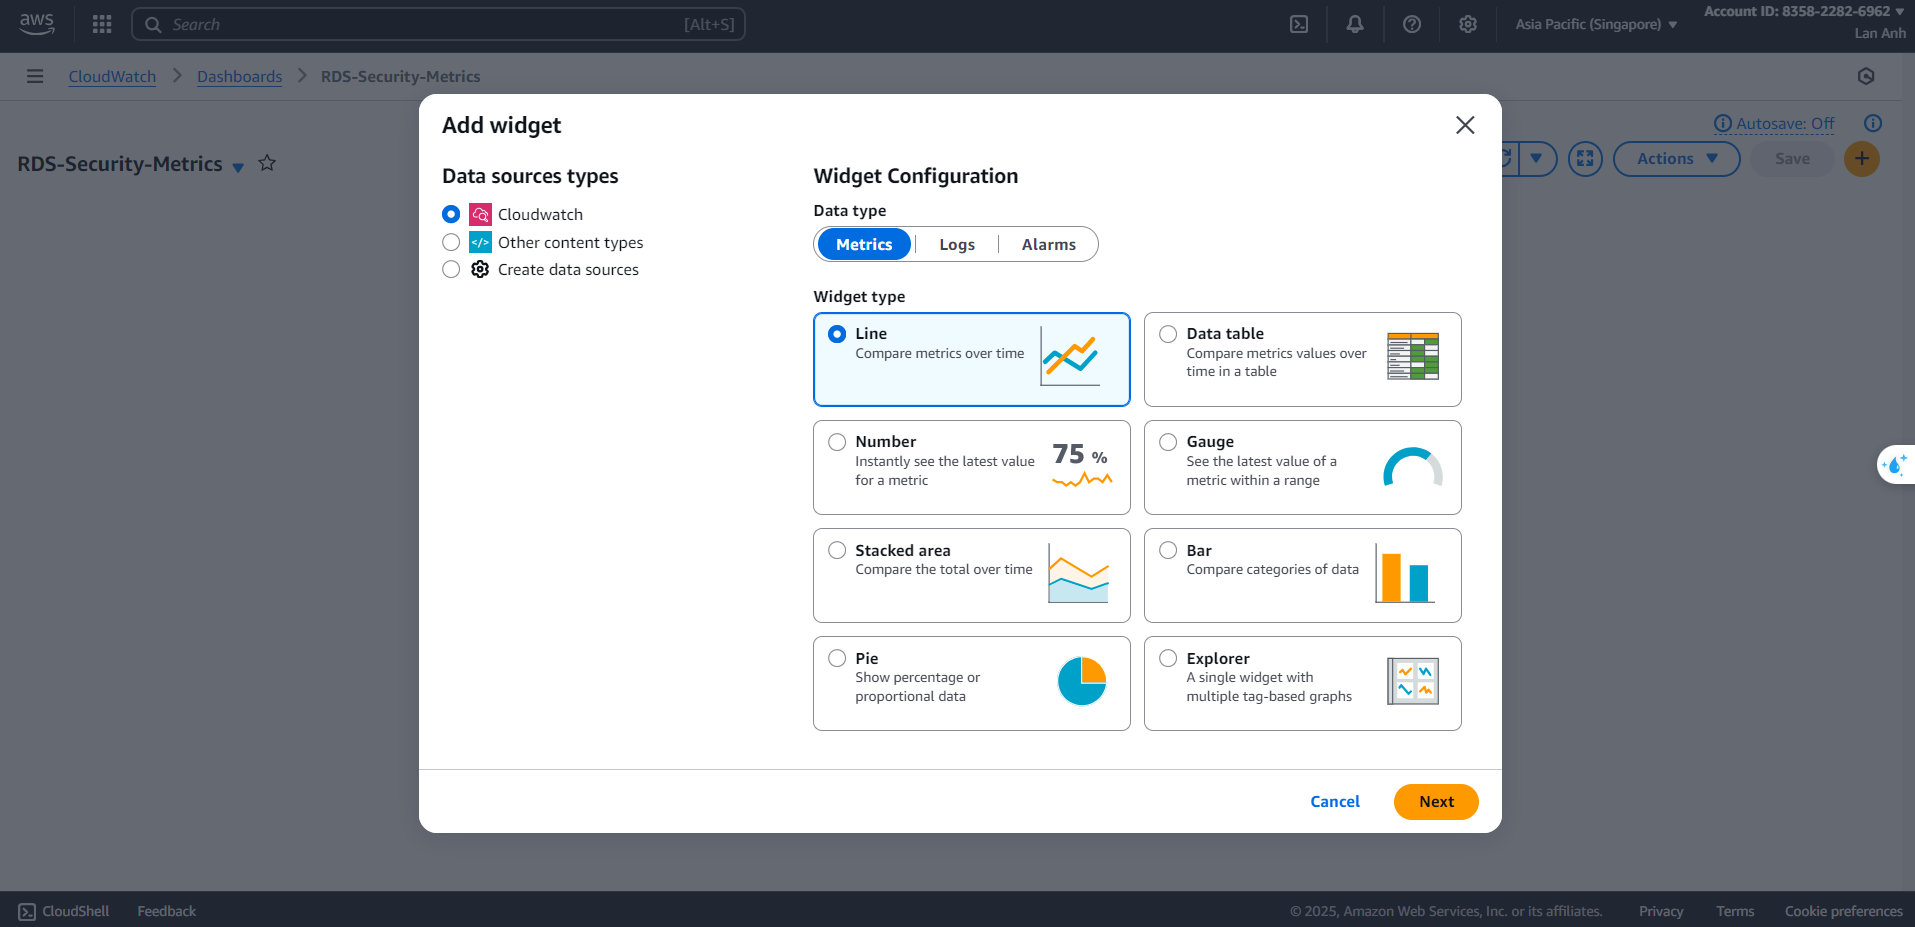 aws
Search
[Alt+S]
Asia Pacific (Singapore)
Account ID: 8358-2282-6962
Lan Anh
CloudWatch
Dashboards
RDS-Security-Metrics
Autosave: Off
RDS-Security-Metrics
Actions
Save
Add widget
Data sources types
Cloudwatch
</> Other content types
Create data sources
Widget Configuration
Data type
Metrics
Logs
Alarms
Widget type
Line
Compare metrics over time
Data table
Compare metrics values over
time in a table
Number
Instantly see the latest value
for a metric
75 %
Gauge
See the latest value of a
metric within a range
Stacked area
Compare the total over time
Bar
Compare categories of data
Pie
Show percentage or
proportional data
Explorer
A single widget with
multiple tag-based graphs
Cancel
Next
CloudShell
Feedback
© 2025, Amazon Web Services, Inc. or its affiliates.
Privacy
Terms
Cookie preferences